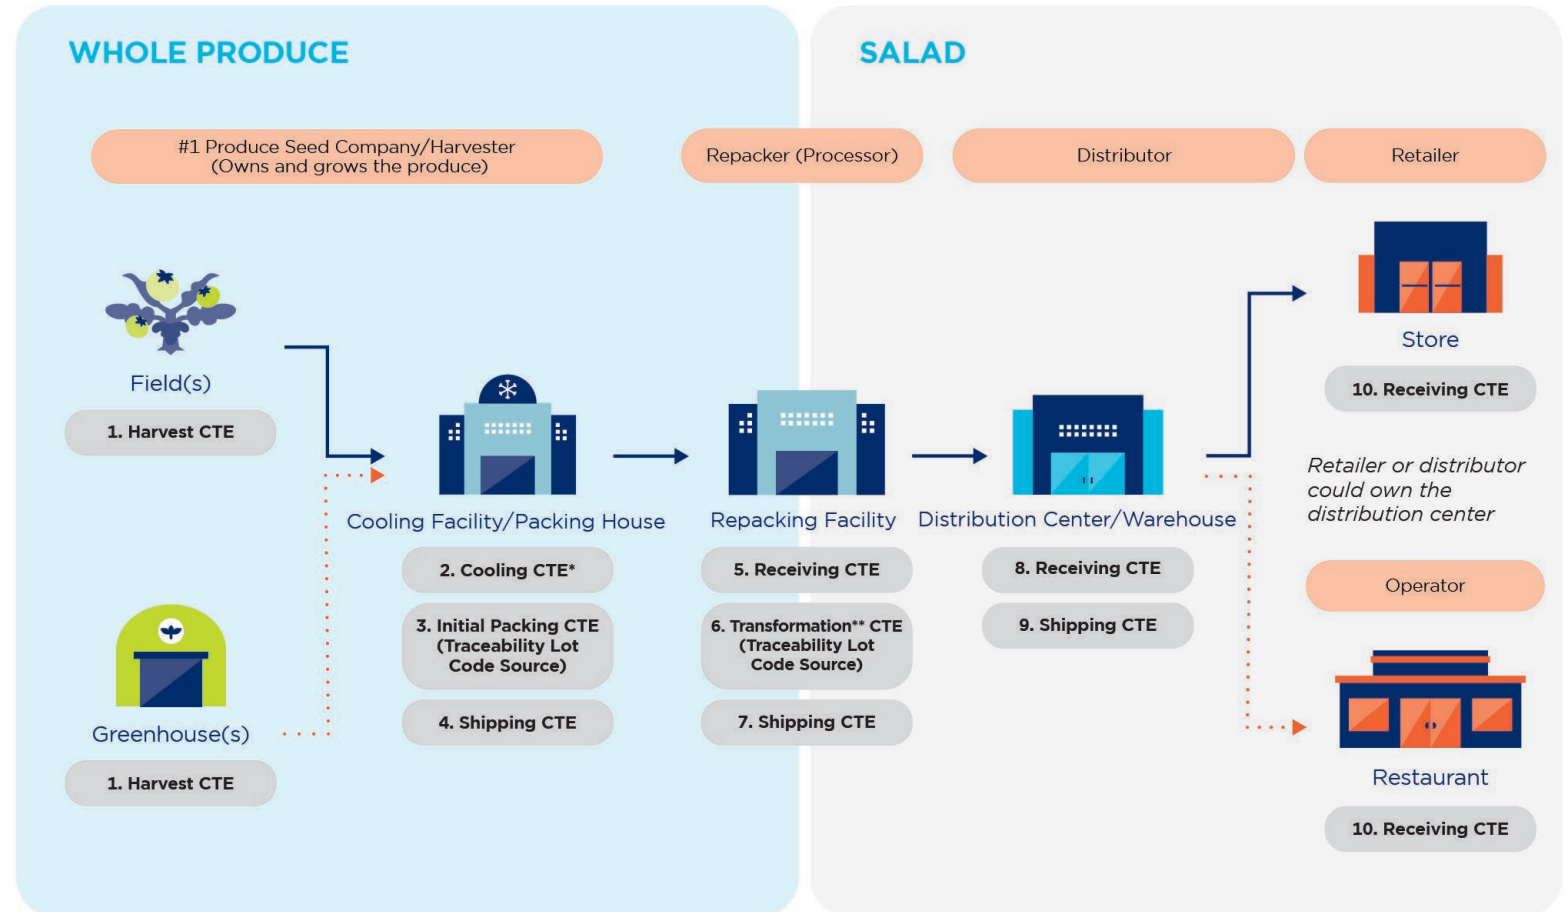 WHOLE PRODUCE
SALAD
#1 Produce Seed Company/Harvester
(Owns and grows the produce)
Repacker (Processor)
Distributor
Retailer
Field(s)
1. Harvest CTE
Greenhouse(s)
1. Harvest CTE
Cooling Facility/Packing House
2. Cooling CTE*
3. Initial Packing CTE
(Traceability Lot
Code Source)
4. Shipping CTE
Repacking Facility
5. Receiving CTE
6. Transformation** CTE
(Traceability Lot
Code Source)
7. Shipping CTE
Distribution Center/Warehouse
8. Receiving CTE
9. Shipping CTE
Store
10. Receiving CTE
Retailer or distributor
could own the
distribution center
Operator
Restaurant
10. Receiving CTE